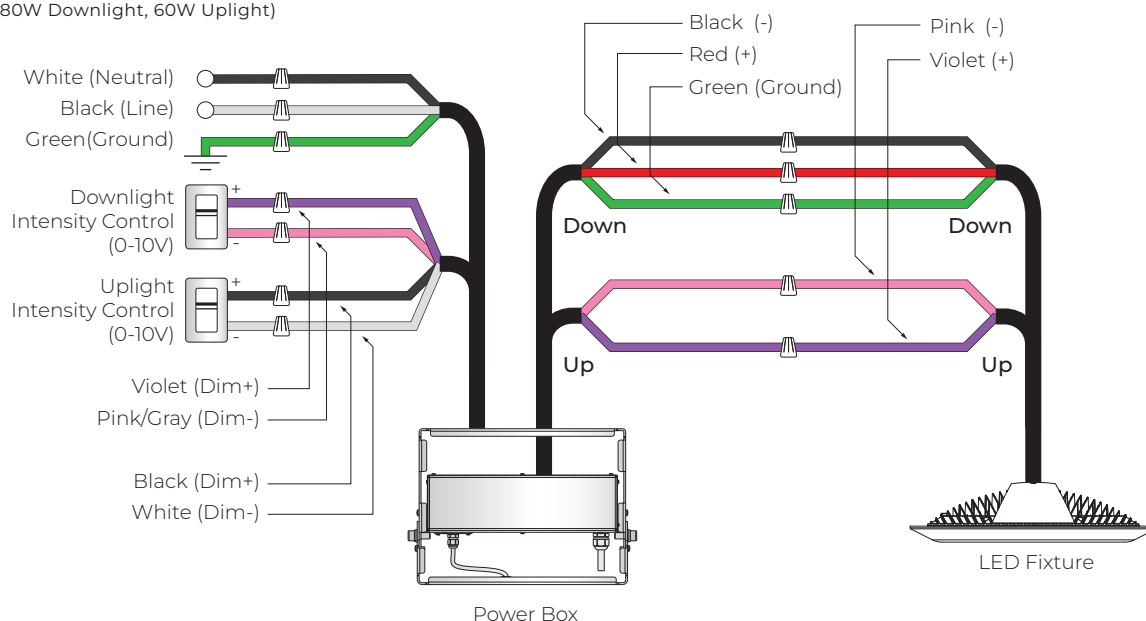 80W Downlight, 60W Uplight)
White (Neutral)
Black (Line)
Green(Ground)
Downlight
Intensity Control
(0-10V)
+
-
Uplight
Intensity Control
(0-10V)
+
-
Violet (Dim+)
Pink/Gray (Dim-)
Black (Dim+)
White (Dim-)
Black (-)
Red (+)
Green (Ground)
Pink (-)
Violet (+)
Down
Down
Up
Up
Power Box
LED Fixture